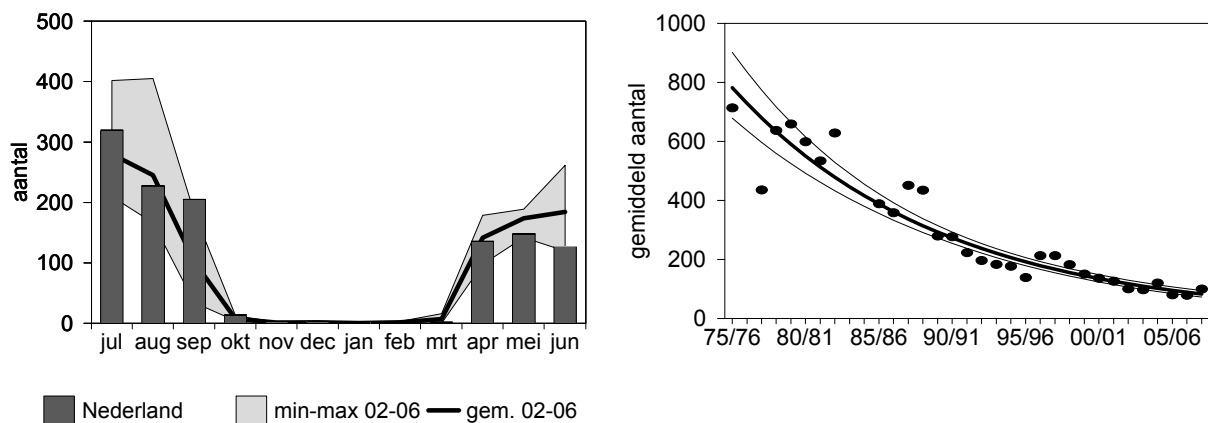 500
400
300
200
100
0
aantal
jul aug sep okt nov dec jan feb mrt apr mei jun
Nederland min-max 02-06 gem. 02-06
1000
800
600
400
200
0
gemiddeld aantal
75/76 80/81 85/86 90/91 95/96 00/01 05/06